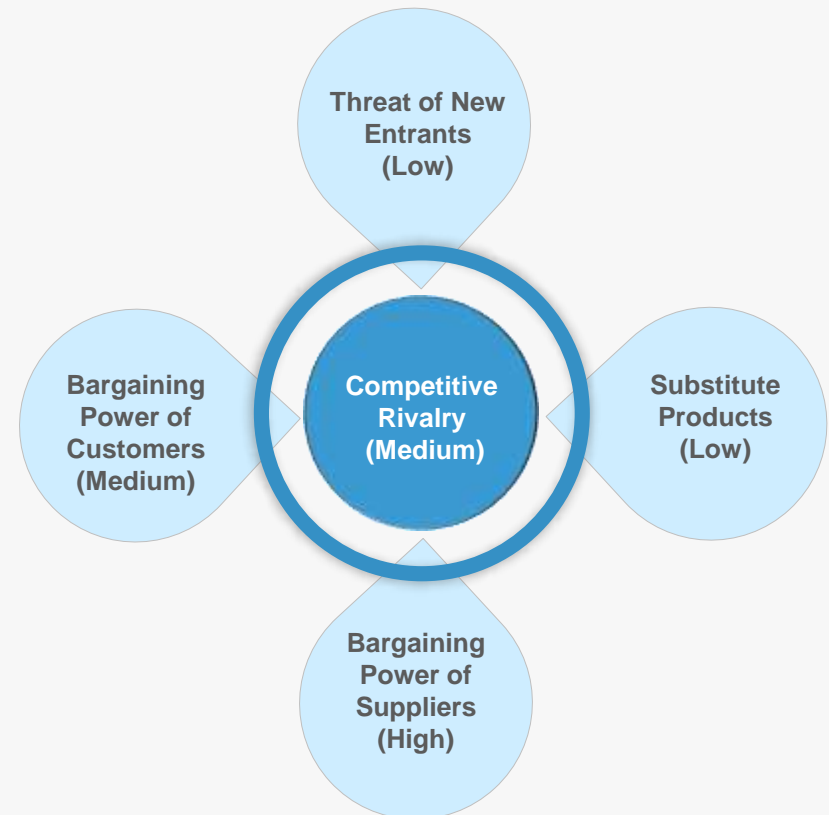 Threat of New
Entrants
(Low)
Bargaining
Power of
Customers
(Medium)
Competitive
Rivalry
(Medium)
Substitute
Products
(Low)
Bargaining
Power of
Suppliers
(High)